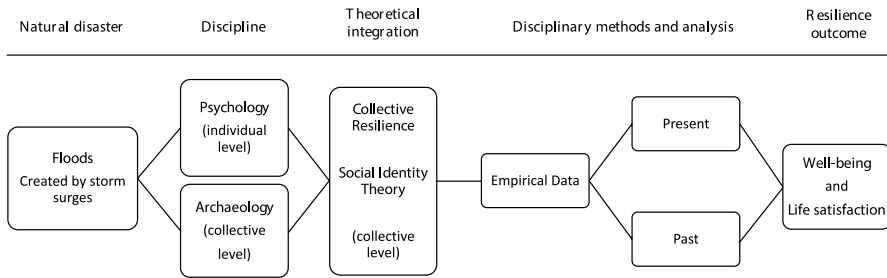 Natural disaster
Discipline
Theoretical
integration
Disciplinary methods and analysis
Resilience
outcome
Floods
Created by storm
surges
Psychology
(individual
level)
Archaeology
(collective
level)
Collective
Resilience
Social Identity
Theory
(collective level)
Empirical Data
Present
Past
Well-being
and
Life satisfaction